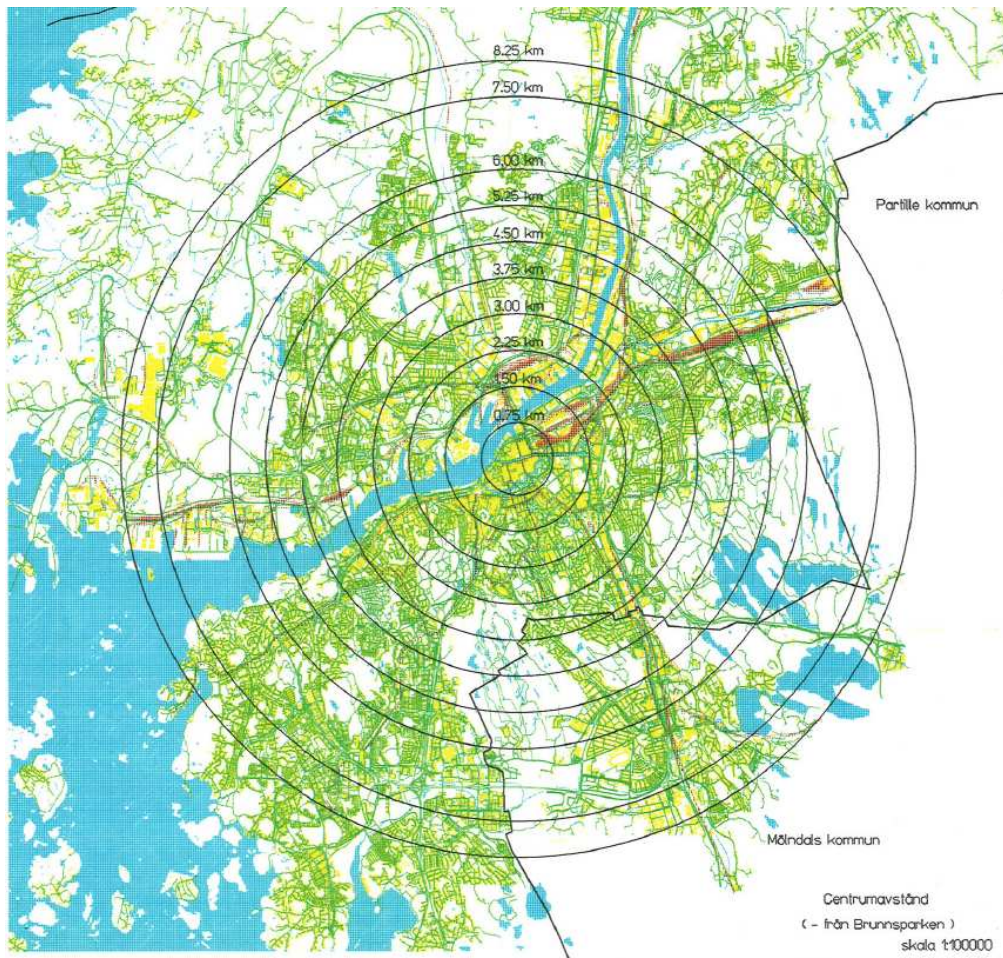 8.25 km
7.50 km
6.00 km
5.25 km
4.50 km
3.75 km
3.00 km
2.25 km
1.50 km
0.75 km
Partille kommun
Mölndals kommun
Centrumavstånd
( - från Brunnsparken )
skala 1:100000